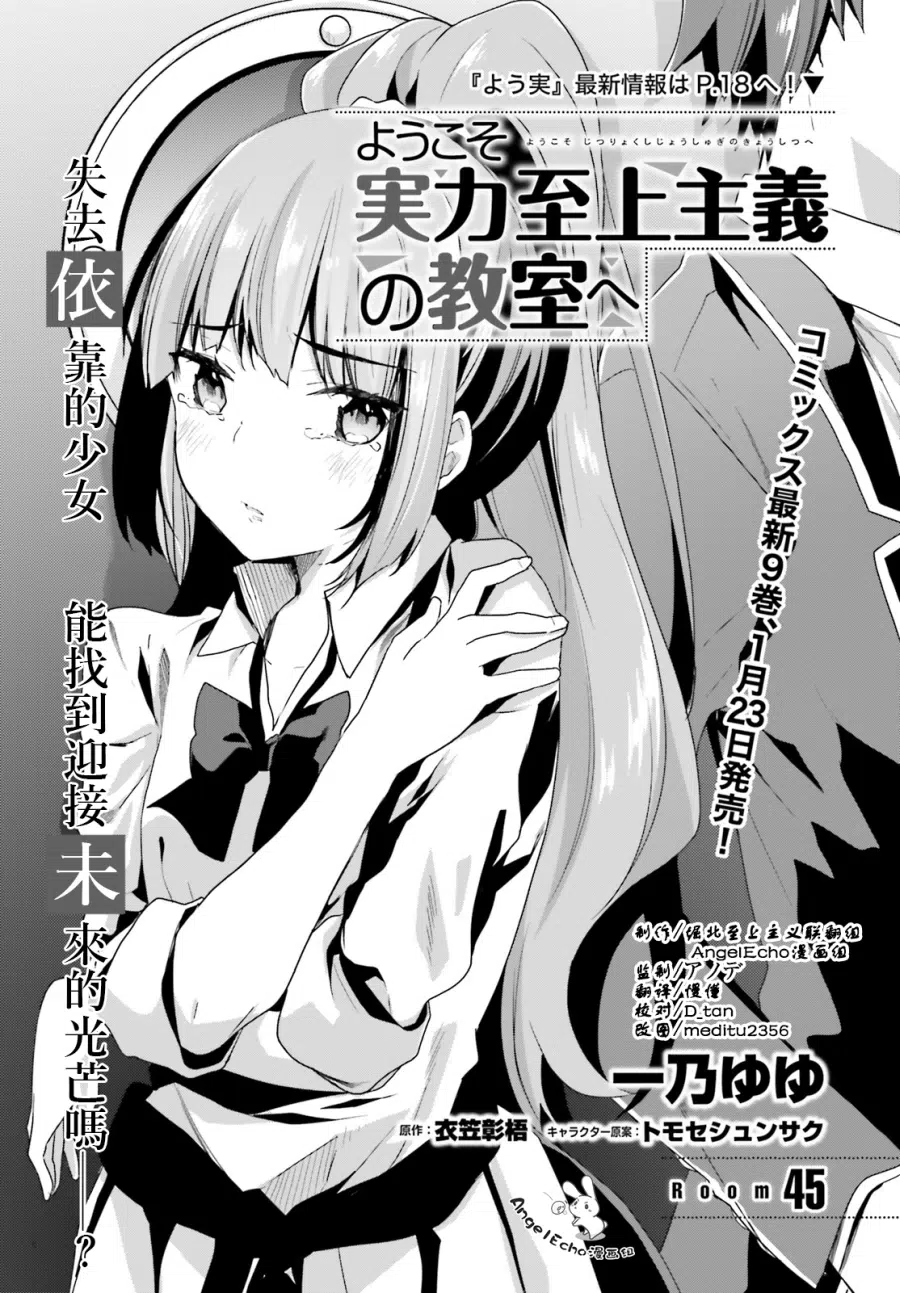 『よう実』最新情報はP.18へ！▼
ようこそ じつりょくしじょうしゅぎのきょうしつへ
ようこそ
実力至上主義
の教室へ
コミックス最新9巻、1月23日発売！
失去依靠的少女
能找到迎接未來的光芒嗎——？
制作/堀北至上主义联翻组
AngelEcho漫画组
监制/アノデ
翻译/傻僧
校对/D_tan
改图/meditu2356
一乃ゆゆ
原作：衣笠彰梧 キャラクター原案：トモセシュンサク
Room 45
AngelEcho漫画组